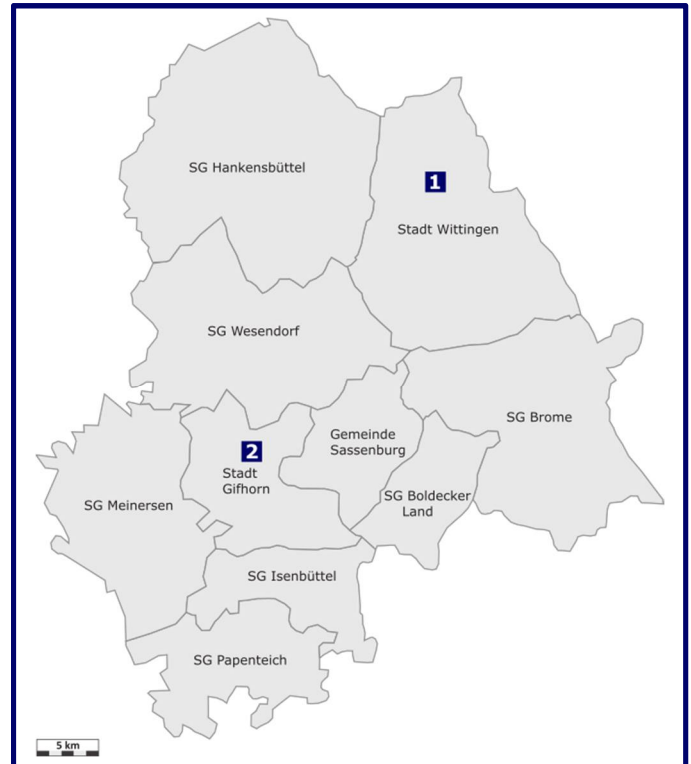 SG Hankensbüttel
1
Stadt Wittingen
SG Wesendorf
SG Brome
Gemeinde
Sassenburg
2
Stadt
Gifhorn
SG Boldecker
Land
SG Meinersen
SG Isenbüttel
SG Papenteich
5 km